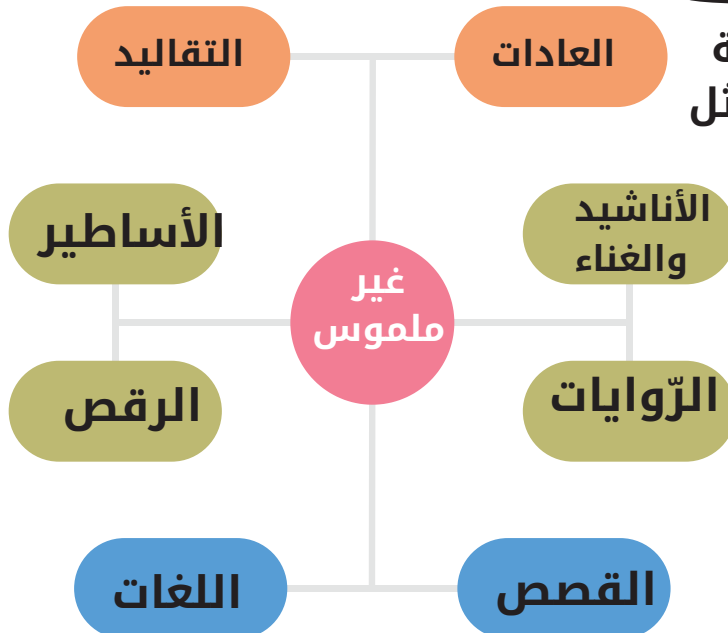 العادات
التقاليد
الأناشيد
والغناء
الأساطير
غير
ملموس
الرّوايات
الرقص
القصص
اللغات